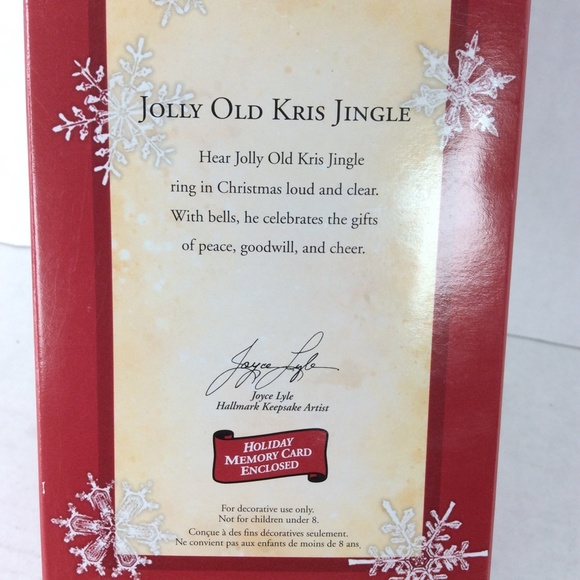 JOLLY OLD KRIS JINGLE
Hear Jolly Old Kris Jingle
ring in Christmas loud and clear.
With bells, he celebrates the gifts
of peace, goodwill, and cheer.
Joyce Lyle
Joyce Lyle
Hallmark Keepsake Artist
HOLIDAY
MEMORY CARD
ENCLOSED
For decorative use only.
Not for children under 8.
Conçue à des fins décoratives seulement.
Ne convient pas aux enfants de moins de 8 ans.